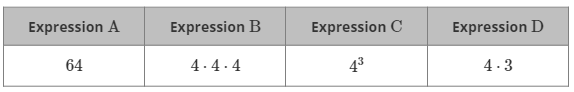 Expression A Expression B Expression C Expression D
64 4 · 4 · 4 4³ 4 · 3